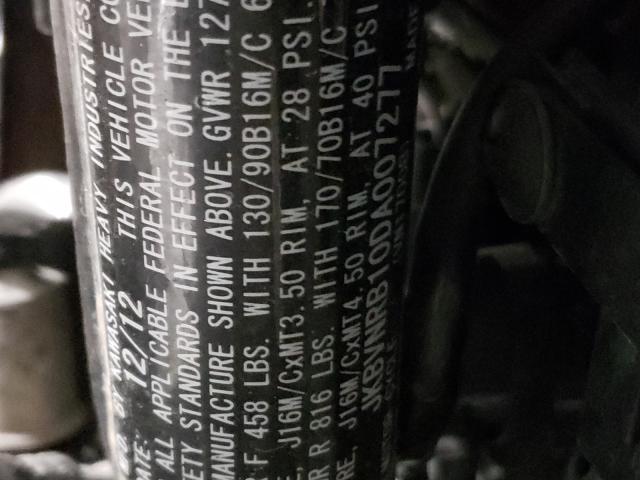 BY KAWASAKI HEAVY INDUSTRIES,
12/12 THIS VEHICLE
ALL APPLICABLE FEDERAL MOTOR
STANDARDS IN EFFECT ON THE
MANUFACTURE SHOWN ABOVE. GVWR 127
F 458 LBS. WITH 130/90B16M/C 6
J16M/CxMT3.50 RIM, AT 28 PSI.
R 816 LBS. WITH 170/70B16M/C
J16M/CxMT4.50 RIM, AT 40 PSI
JKBVNRB10DA007277